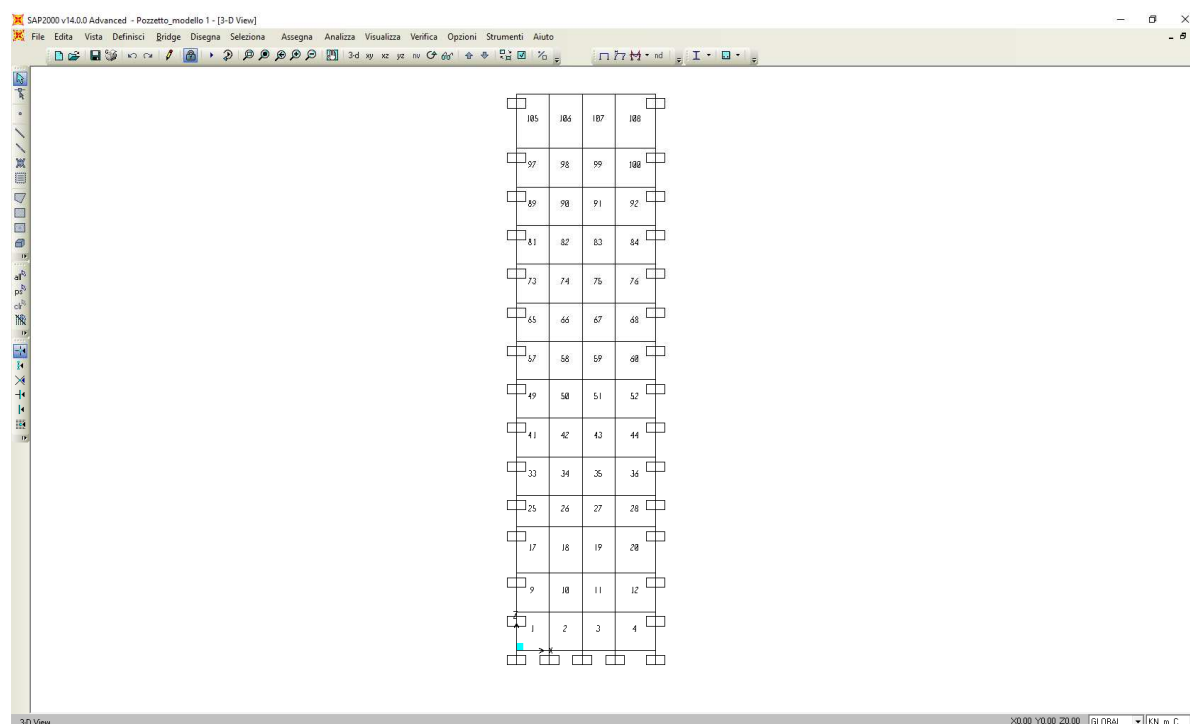 SAP2000 v14.0.0 Advanced - Pozzetto_modello 1 - [3-D View]
File Edita Vista Definisci Bridge Disegna Seleziona Assegna Analizza Visualizza Verifica Opzioni Strumenti Aiuto
3-d xy xz yz nv nd
all
ps
clr
105 106 107 108
97 98 99 100
89 90 91 92
81 82 83 84
73 74 75 76
65 66 67 68
57 58 59 60
49 50 51 52
41 42 43 44
33 34 35 36
25 26 27 28
17 18 19 20
9 10 11 12
Z
1 2 3 4
X
3-D View X0.00 Y0.00 Z0.00 GLOBAL KN, m, C